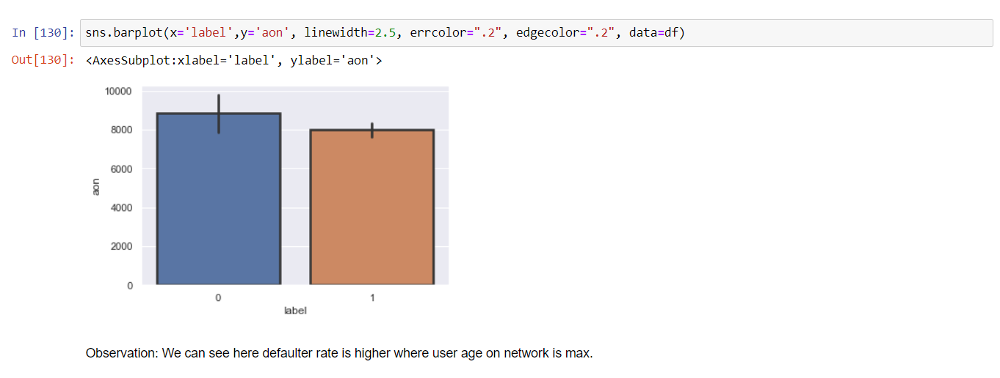 In [130]: sns.barplot(x='label',y='aon', linewidth=2.5, errcolor=".2", edgecolor=".2", data=df)
Out[130]: <AxesSubplot:xlabel='label', ylabel='aon'>
10000
8000
6000
4000
2000
0
aon
0 1
label
Observation: We can see here defaulter rate is higher where user age on network is max.